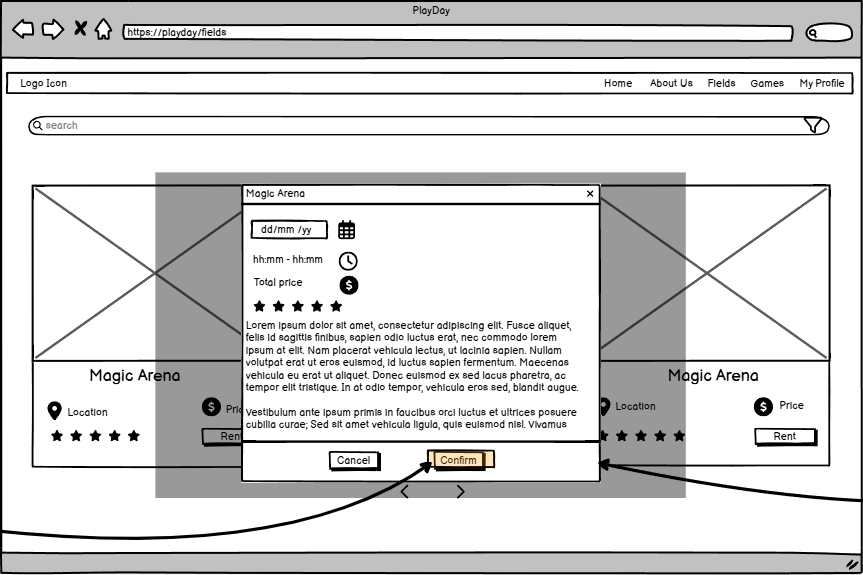 PlayDay
https://playday/fields
Logo Icon
Home About Us Fields Games My Profile
search
Magic Arena
dd/mm /yy
hh:mm - hh:mm
Total price
Lorem ipsum dolor sit amet, consectetur adipiscing elit. Fusce aliquet,
felis id sagittis finibus, sapien odio luctus erat, nec commodo lorem
ipsum at elit. Nam placerat vehicula lectus, ut lacinia sapien. Nullam
volutpat erat ut eros euismod, id luctus sapien fermentum. Maecenas
vehicula eu erat ut aliquet. Donec euismod ex sed lacus pharetra, ac
tempor elit tristique. In at odio tempor, vehicula eros sed, blandit augue.
Vestibulum ante ipsum primis in faucibus orci luctus et ultrices posuere
cubilia curae; Sed sit amet vehicula ligula, quis euismod nisl. Vivamus
Cancel Confirm
Magic Arena
Location
Magic Arena
Location Price
Rent